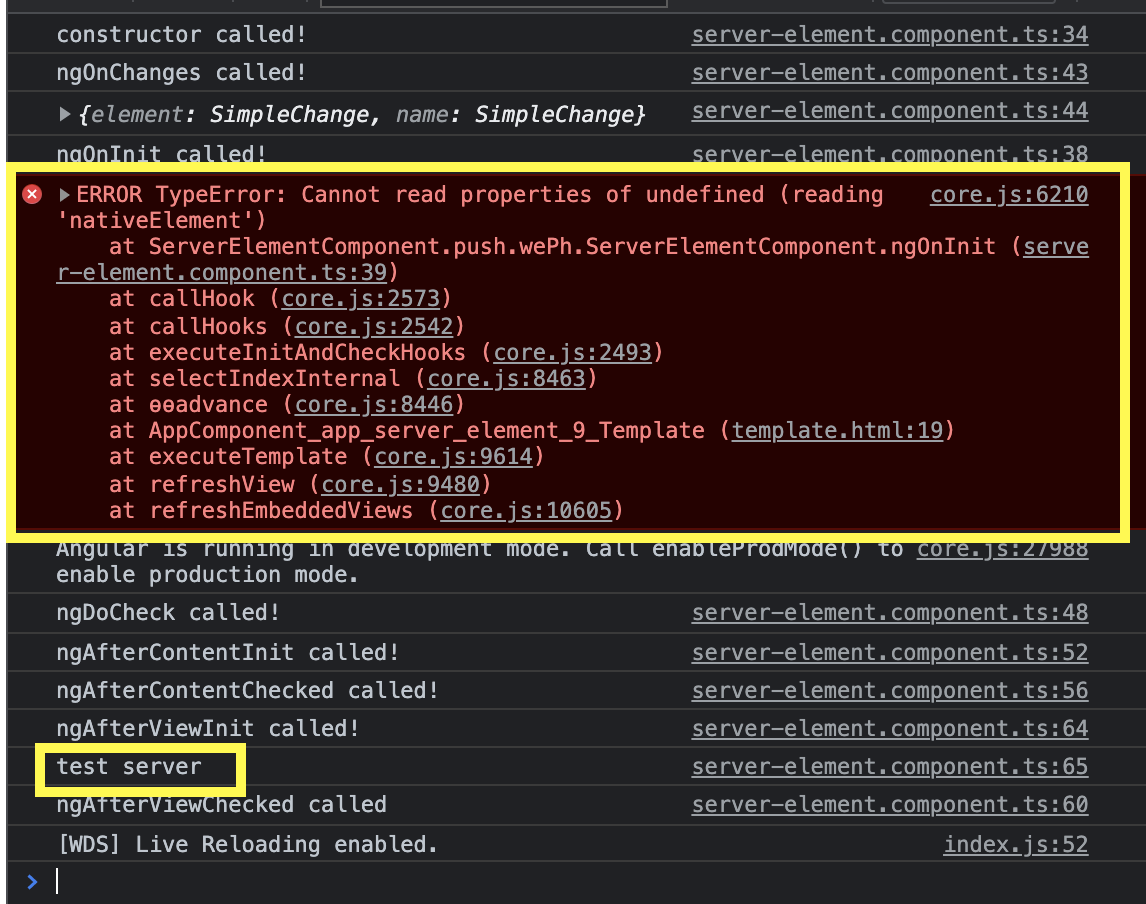 constructor called! server-element.component.ts:34
ngOnChanges called! server-element.component.ts:43
{element: SimpleChange, name: SimpleChange} server-element.component.ts:44
ngOnInit called! server-element.component.ts:38
ERROR TypeError: Cannot read properties of undefined (reading core.js:6210
'nativeElement')
at ServerElementComponent.push.wePh.ServerElementComponent.ngOnInit (serve
r-element.component.ts:39)
at callHook (core.js:2573)
at callHooks (core.js:2542)
at executeInitAndCheckHooks (core.js:2493)
at selectIndexInternal (core.js:8463)
at ɵɵadvance (core.js:8446)
at AppComponent_app_server_element_9_Template (template.html:19)
at executeTemplate (core.js:9614)
at refreshView (core.js:9480)
at refreshEmbeddedViews (core.js:10605)
Angular is running in development mode. Call enableProdMode() to core.js:27988
enable production mode.
ngDoCheck called! server-element.component.ts:48
ngAfterContentInit called! server-element.component.ts:52
ngAfterContentChecked called! server-element.component.ts:56
ngAfterViewInit called! server-element.component.ts:64
test server server-element.component.ts:65
ngAfterViewChecked called server-element.component.ts:60
[WDS] Live Reloading enabled. index.js:52